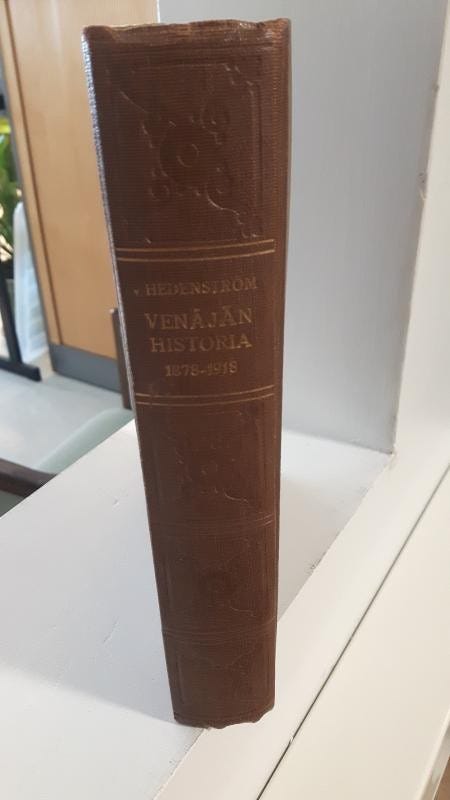 v. HEDENSTRÖM
VENÄJÄN
HISTORIA
1878-1918